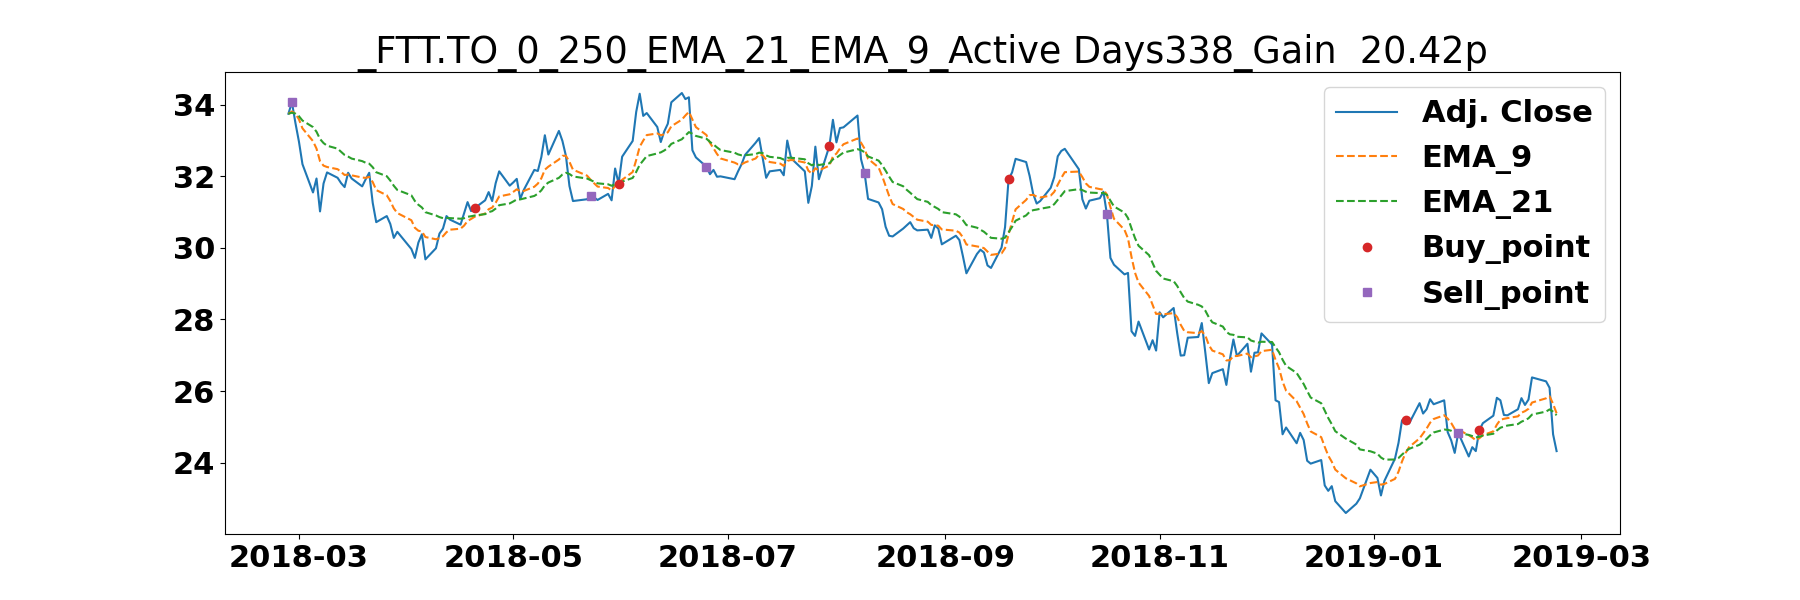 _FTT.TO_0_250_EMA_21_EMA_9_Active Days338_Gain  20.42p
34
32
30
28
26
24
Adj. Close
EMA_9
EMA_21
Buy_point
Sell_point
2018-03 2018-05 2018-07 2018-09 2018-11 2019-01 2019-03